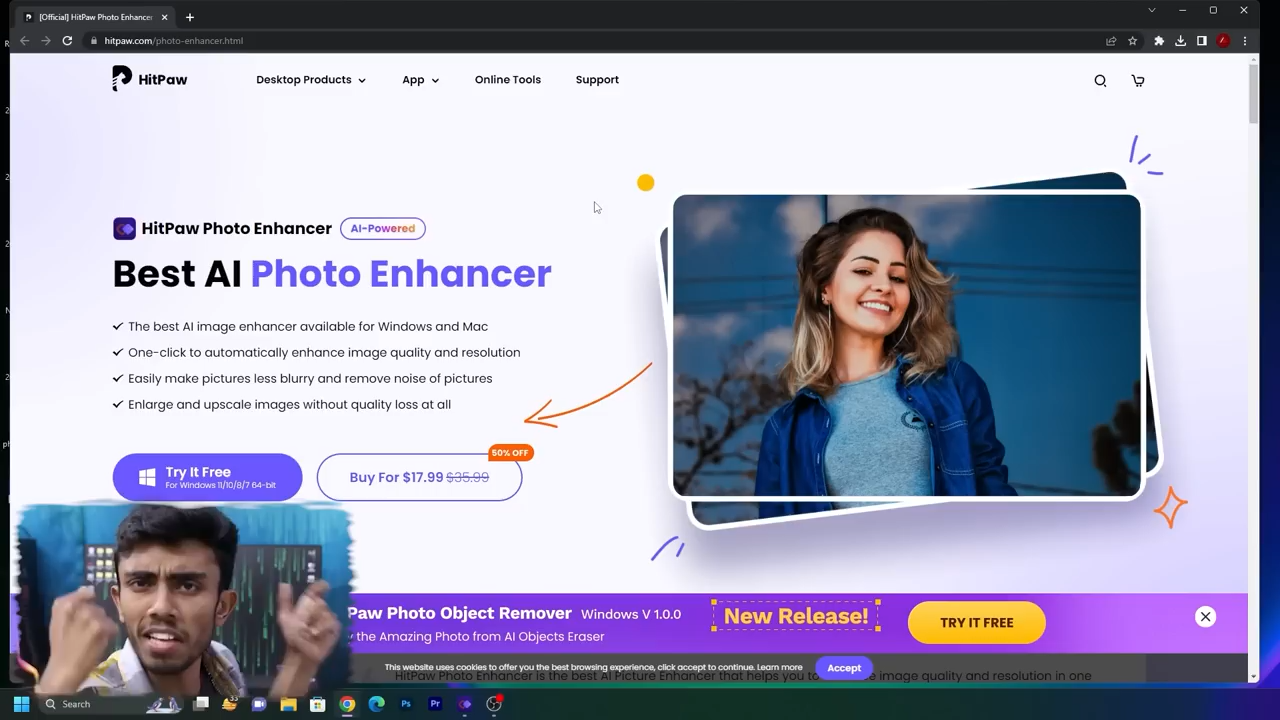 [Official] HitPaw Photo Enhancer
hitpaw.com/photo-enhancer.html
HitPaw
Desktop Products
App
Online Tools
Support
HitPaw Photo Enhancer
AI-Powered
Best AI Photo Enhancer
The best AI image enhancer available for Windows and Mac
One-click to automatically enhance image quality and resolution
Easily make pictures less blurry and remove noise of pictures
Enlarge and upscale images without quality loss at all
Try It Free
For Windows 11/10/8/7 64-bit
50% OFF
Buy For $17.99 $35.99
Paw Photo Object Remover Windows V 1.0.0
the Amazing Photo from AI Objects Eraser
New Release!
TRY IT FREE
This website uses cookies to offer you the best browsing experience, click accept to continue. Learn more
Accept
HitPaw Photo Enhancer is the best AI Picture Enhancer that helps you to image quality and resolution in one
Search
Ps
Pr